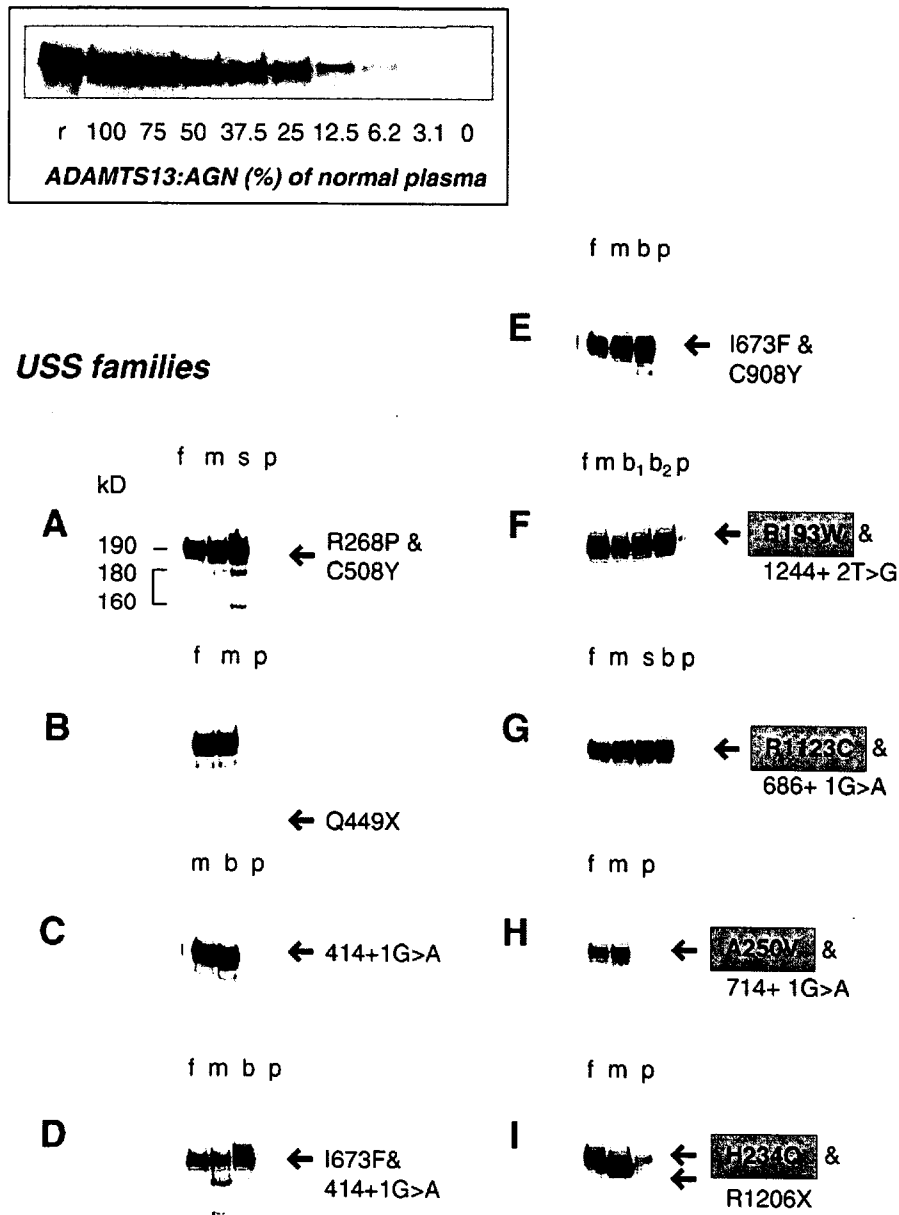 r 100 75 50 37.5 25 12.5 6.2 3.1 0
ADAMTS13:AGN (%) of normal plasma
USS families
f m s p
kD
A
190
180
160
R268P &
C508Y
f m p
B
Q449X
m b p
C
414+1G>A
f m b p
D
I673F&
414+1G>A
f m b p
E
I673F &
C908Y
f m b₁ b₂ p
F
R193W &
1244+ 2T>G
f m s b p
G
R1123C &
686+ 1G>A
f m p
H
A250V &
714+ 1G>A
f m p
I
H234Q &
R1206X